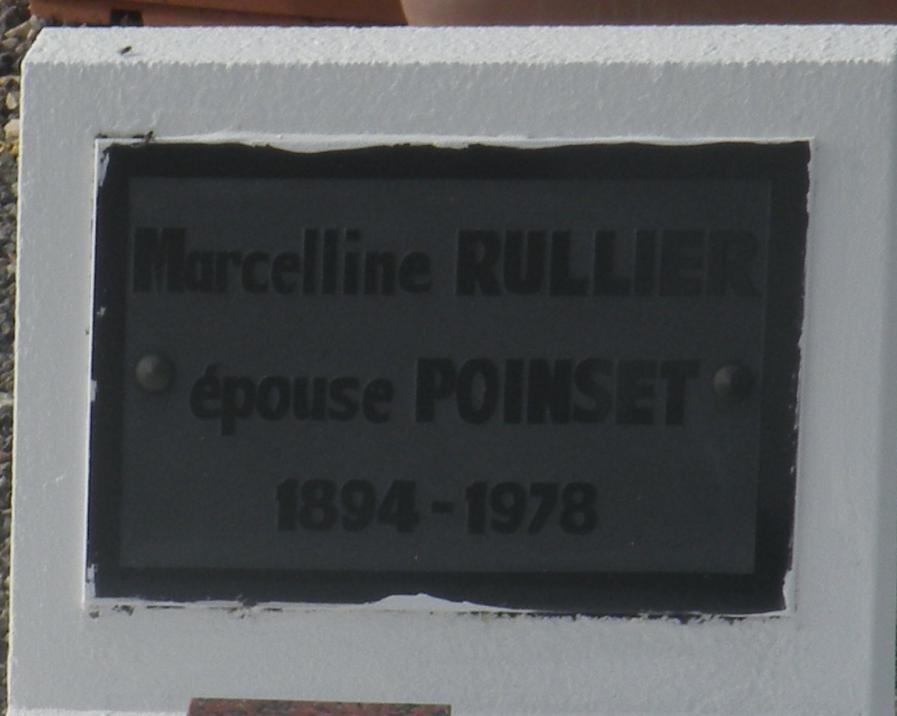 Marcelline RULLIER
épouse POINSET
1894-1978